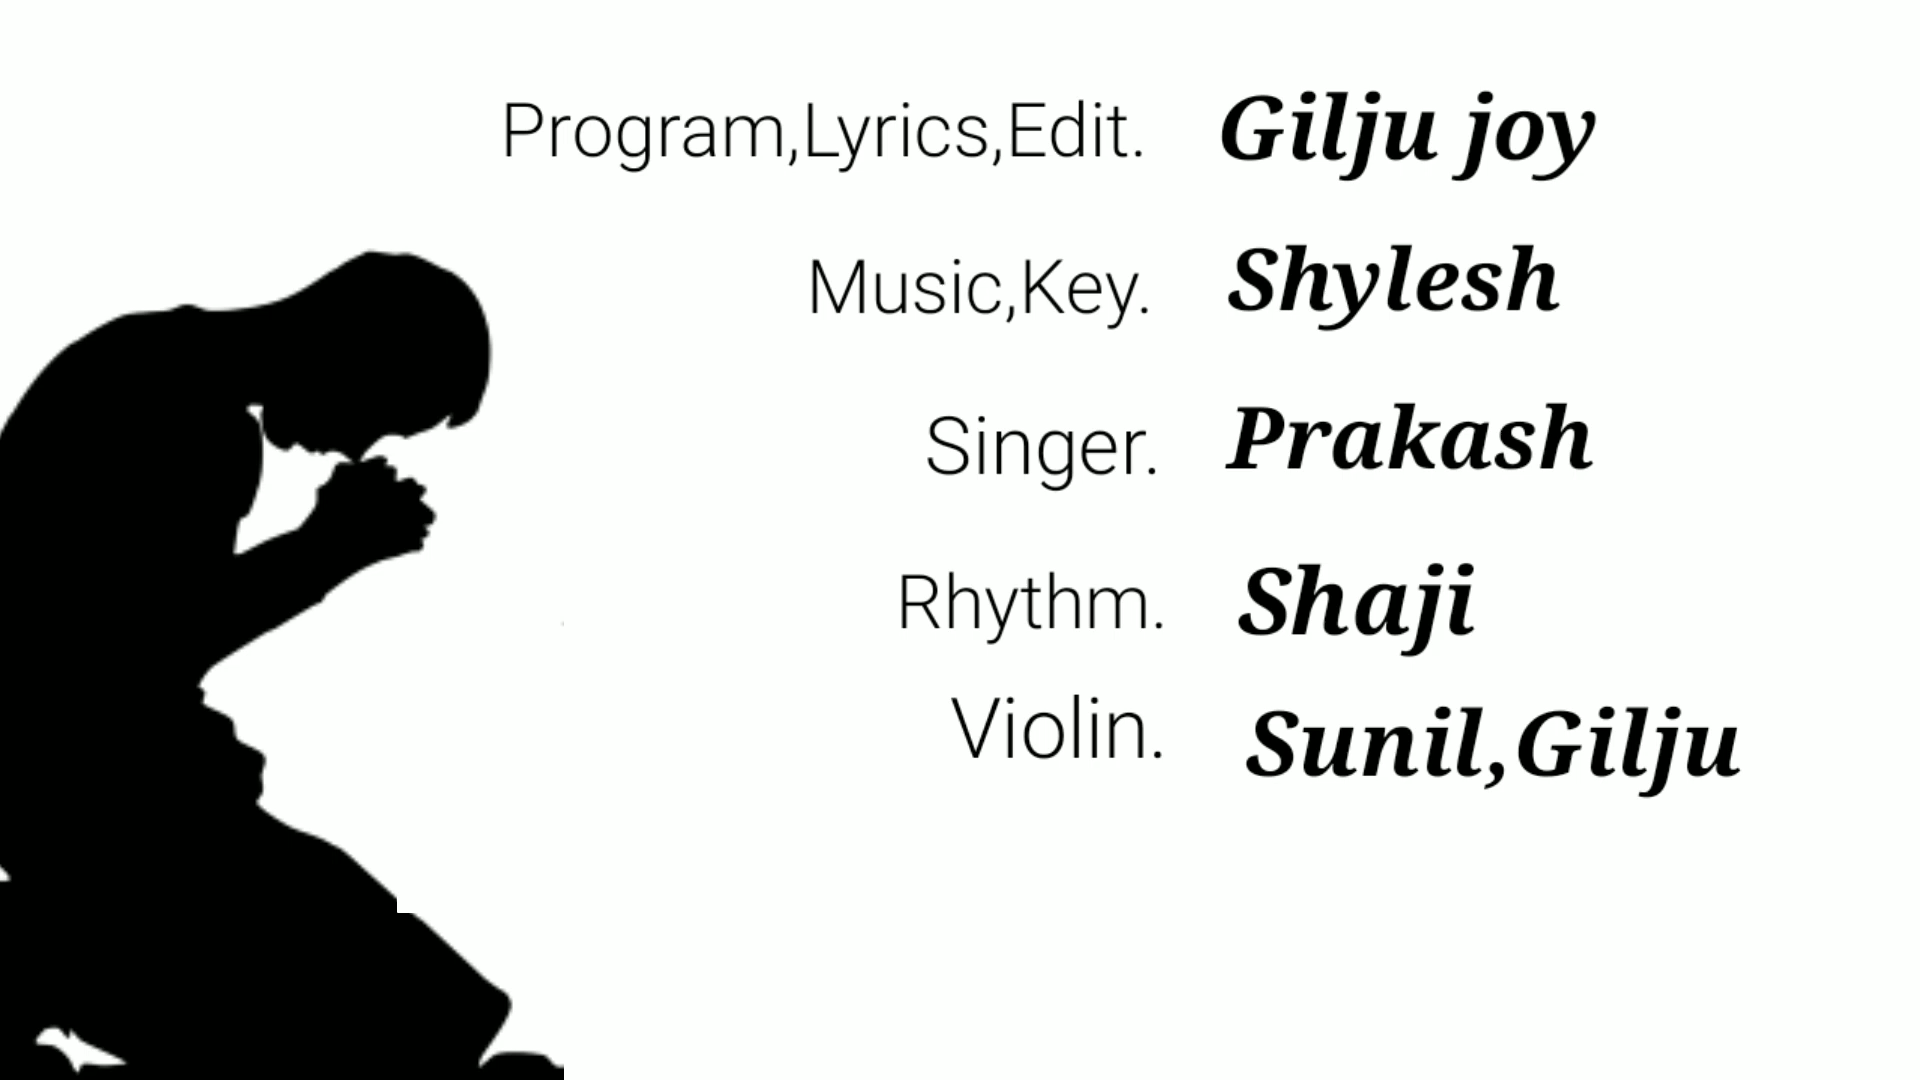 Program,Lyrics,Edit. Gilju joy
Music,Key. Shylesh
Singer. Prakash
Rhythm. Shaji
Violin. Sunil,Gilju